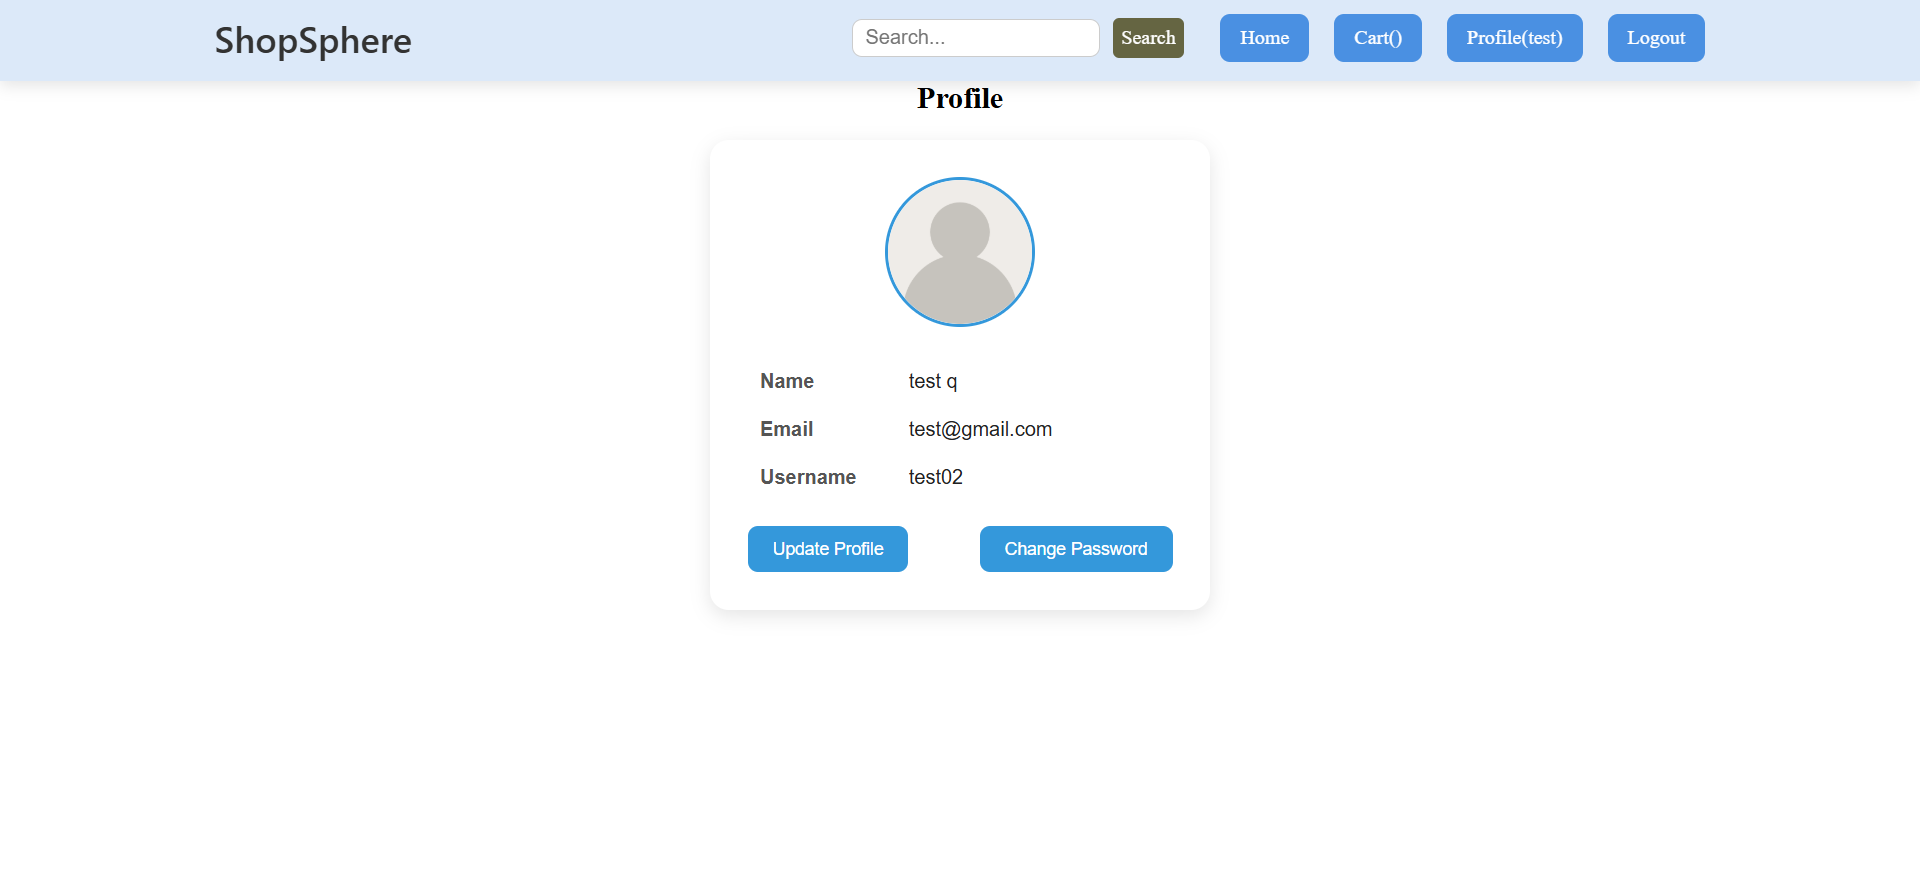 ShopSphere Search... Search Home Cart() Profile(test) Logout
Profile
Name test q
Email test@gmail.com
Username test02
Update Profile Change Password